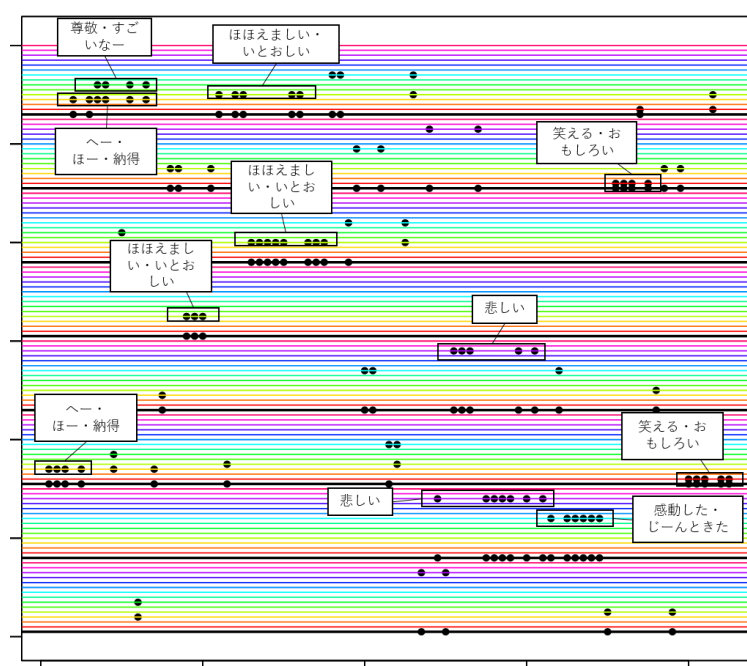 尊敬・すご
いなー
ほほえましい・
いとおしい
へー・
ほー・納得
笑える・お
もしろい
ほほえまし
い・いとお
しい
ほほえまし
い・いとお
しい
悲しい
へー・
ほー・納得
笑える・お
もしろい
悲しい
感動した・
じーんときた